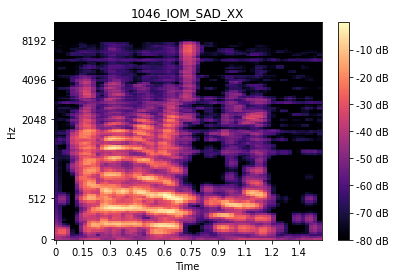 1046_IOM_SAD_XX
8192
4096
2048
1024
512
0
Hz
0 0.15 0.3 0.45 0.6 0.75 0.9 1.1 1.2 1.4
Time
-10 dB
-20 dB
-30 dB
-40 dB
-50 dB
-60 dB
-70 dB
-80 dB